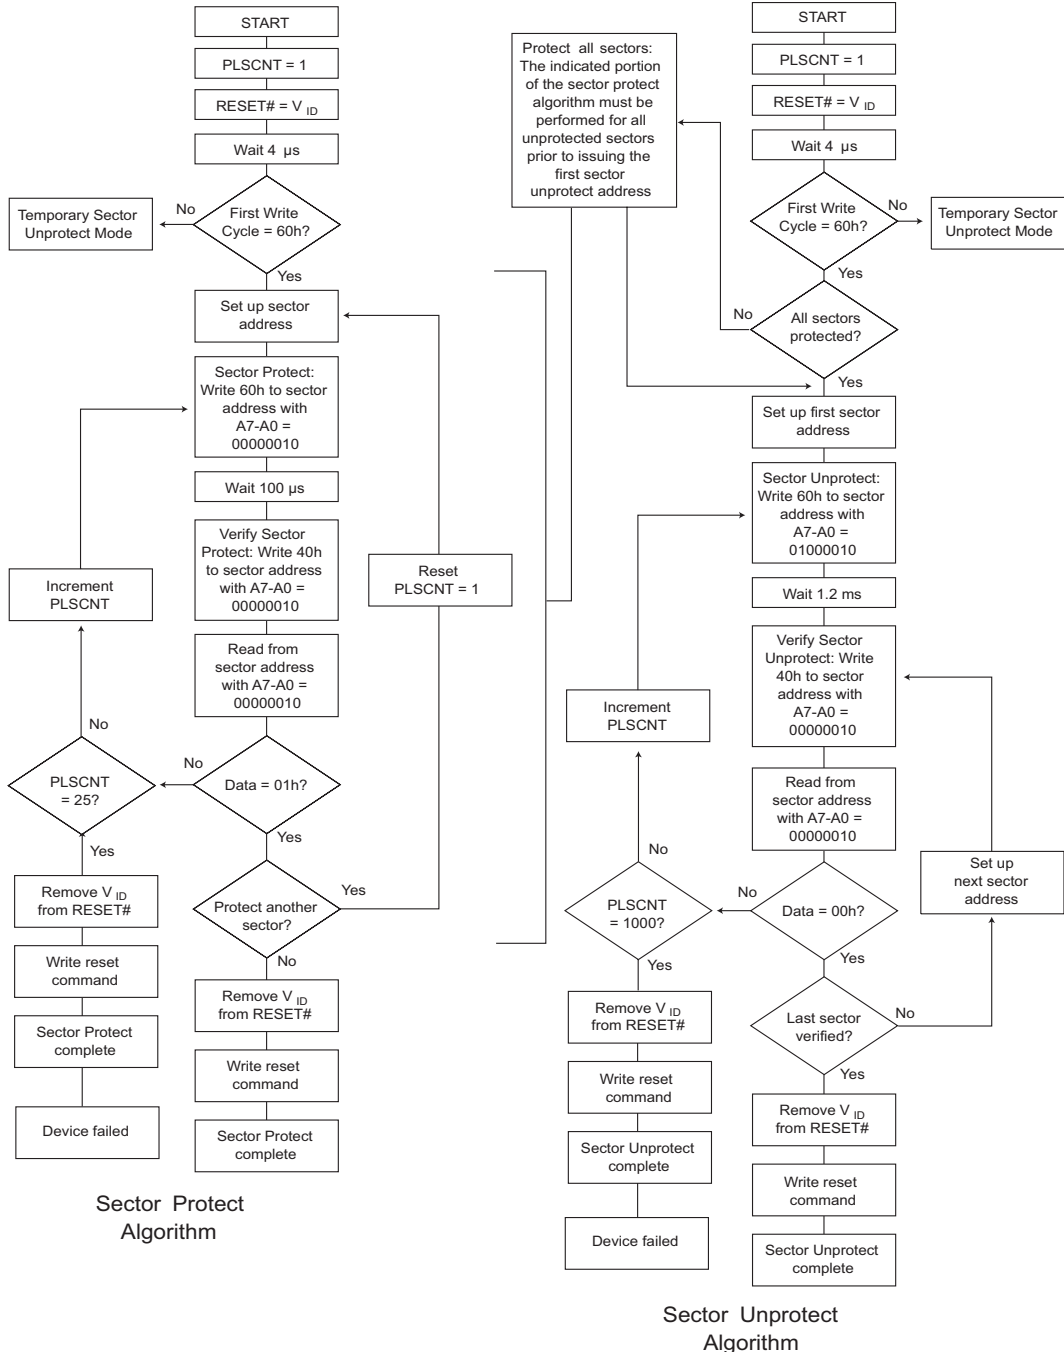 START
PLSCNT = 1
RESET# = V ID
Wait 4 µs
First Write
Cycle = 60h?
No
Temporary Sector
Unprotect Mode
Yes
Set up sector
address
Sector Protect:
Write 60h to sector
address with
A7-A0 =
00000010
Wait 100 µs
Verify Sector
Protect: Write 40h
to sector address
with A7-A0 =
00000010
Increment
PLSCNT
Reset
PLSCNT = 1
Read from
sector address
with A7-A0 =
00000010
No
PLSCNT
= 25?
No
Data = 01h?
Yes
Yes
Remove V ID
from RESET#
Write reset
command
Sector Protect
complete
Device failed
Protect another
sector?
Yes
No
Remove V ID
from RESET#
Write reset
command
Sector Protect
complete
Sector Protect
Algorithm
Protect all sectors:
The indicated portion
of the sector protect
algorithm must be
performed for all
unprotected sectors
prior to issuing the
first sector
unprotect address
START
PLSCNT = 1
RESET# = V ID
Wait 4 µs
First Write
Cycle = 60h?
No
Temporary Sector
Unprotect Mode
Yes
No
All sectors
protected?
Yes
Set up first sector
address
Sector Unprotect:
Write 60h to sector
address with
A7-A0 =
01000010
Wait 1.2 ms
Verify Sector
Unprotect: Write
40h to sector
address with
A7-A0 =
00000010
Increment
PLSCNT
Read from
sector address
with A7-A0 =
00000010
Set up
next sector
address
No
PLSCNT
= 1000?
No
Data = 00h?
Yes
Yes
Remove V ID
from RESET#
Write reset
command
Sector Unprotect
complete
Device failed
Last sector
verified?
No
Yes
Remove V ID
from RESET#
Write reset
command
Sector Unprotect
complete
Sector Unprotect
Algorithm